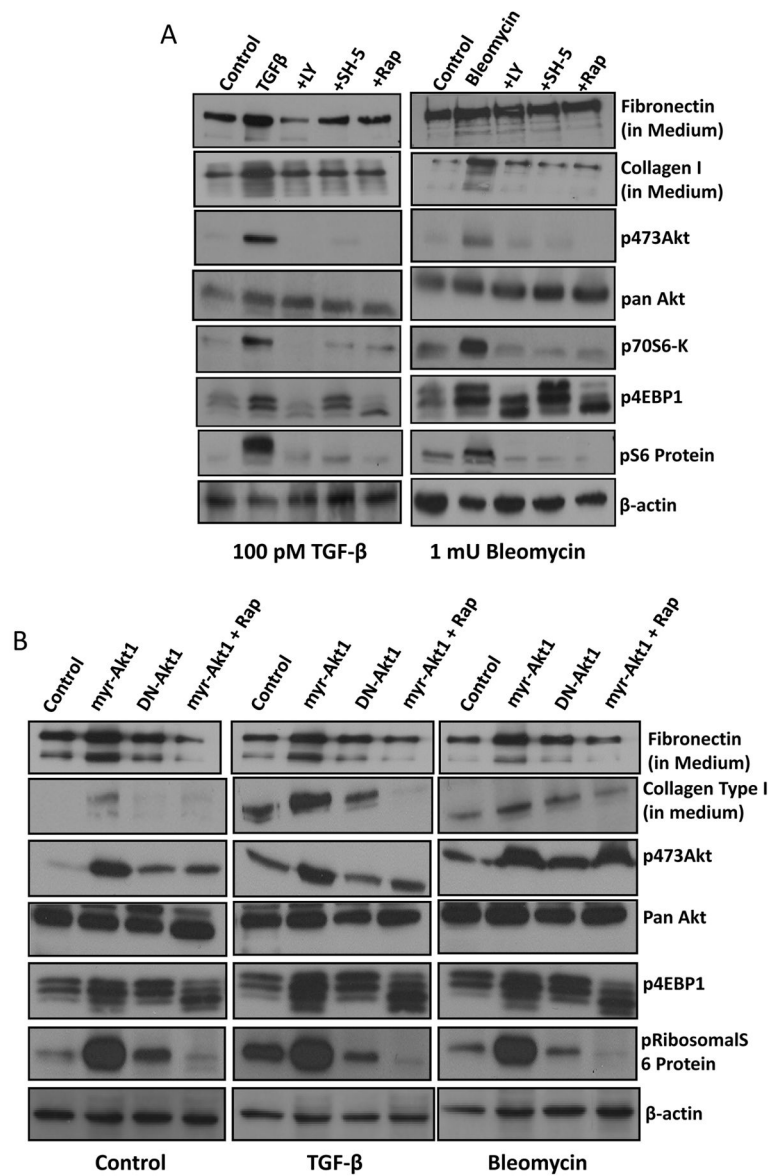 A
Control
TGFβ
+LY
+SH-5
+Rap
Control
Bleomycin
+LY
+SH-5
+Rap
Fibronectin
(in Medium)
Collagen I
(in Medium)
p473Akt
pan Akt
p70S6-K
p4EBP1
pS6 Protein
β-actin
100 pM TGF-β
1 mU Bleomycin
B
Control
myr-Akt1
DN-Akt1
myr-Akt1 + Rap
Control
myr-Akt1
DN-Akt1
myr-Akt1 + Rap
Control
myr-Akt1
DN-Akt1
myr-Akt1 + Rap
Fibronectin
(in Medium)
Collagen Type I
(in medium)
p473Akt
Pan Akt
p4EBP1
pRibosomalS
6 Protein
β-actin
Control
TGF-β
Bleomycin